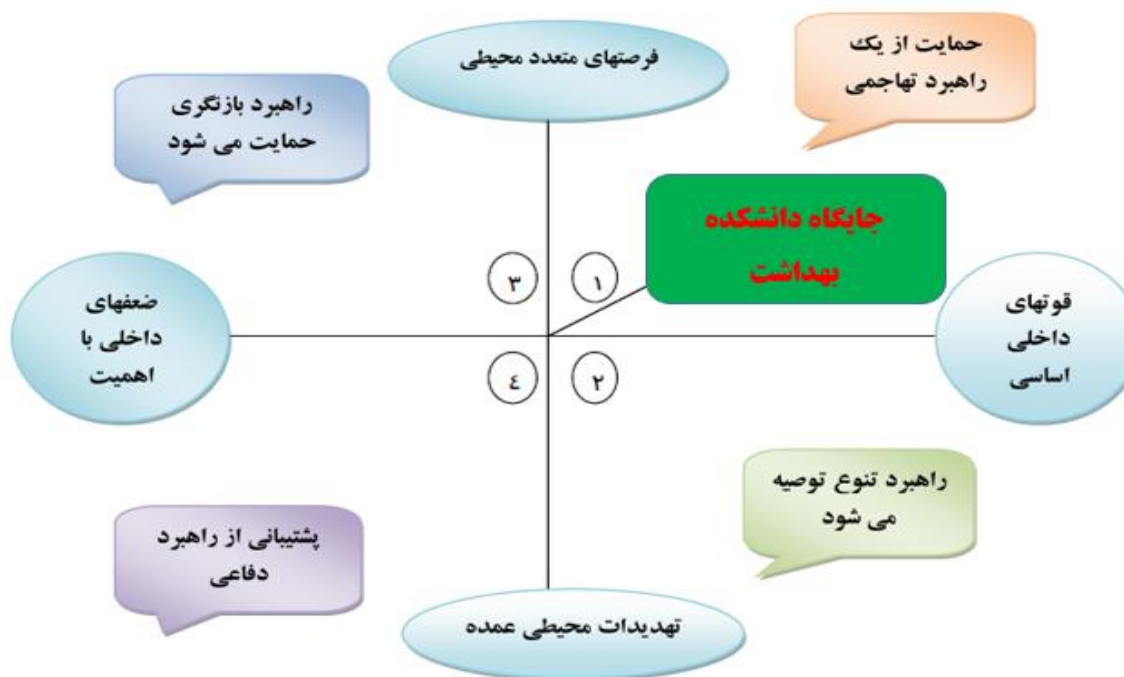 فرصتهای متعدد محیطی
حمایت از یک
راهبرد تهاجمی
راهبرد بازنگری
حمایت می شود
جایگاه دانشکده
بهداشت
۱
۳
قوتهای
داخلی
اساسی
ضعفهای
داخلی با
اهمیت
۲
٤
راهبرد تنوع توصیه
می شود
پشتیبانی از راهبرد
دفاعی
تهدیدات محیطی عمده